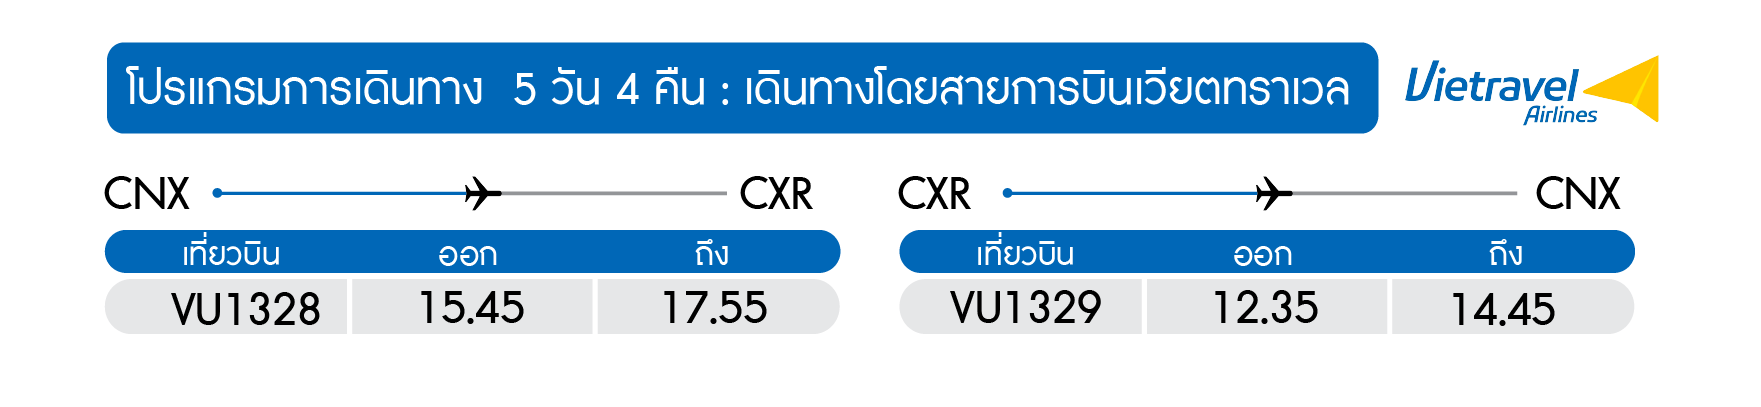 โปรแกรมการเดินทาง 5 วัน 4 คืน : เดินทางโดยสายการบินเวียตทราเวล
Vietravel
Airlines
CNX CXR
เที่ยวบิน ออก ถึง
VU1328 15.45 17.55
CXR CNX
เที่ยวบิน ออก ถึง
VU1329 12.35 14.45